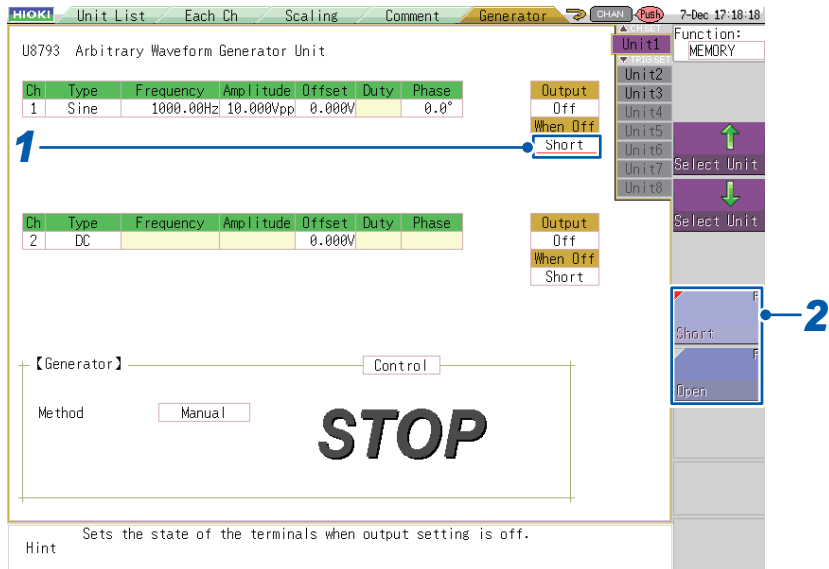 HIOKI Unit List Each Ch Scaling Comment Generator CHAN Push 7-Dec 17:18:18
CH.SET
Function:
MEMORY
Unit1
TRIG.SET
U8793 Arbitrary Waveform Generator Unit
Unit2
Unit3
Unit4
Unit5
Unit6
Unit7
Unit8
Ch Type Frequency Amplitude Offset Duty Phase
1 Sine 1000.00Hz 10.000Vpp 0.000V 0.0°
Output
Off
When Off
Short
1
Select Unit
Select Unit
Ch Type Frequency Amplitude Offset Duty Phase
2 DC 0.000V
Output
Off
When Off
Short
F
Short
F
Open
2
【Generator】 Control
Method Manual
STOP
Hint Sets the state of the terminals when output setting is off.